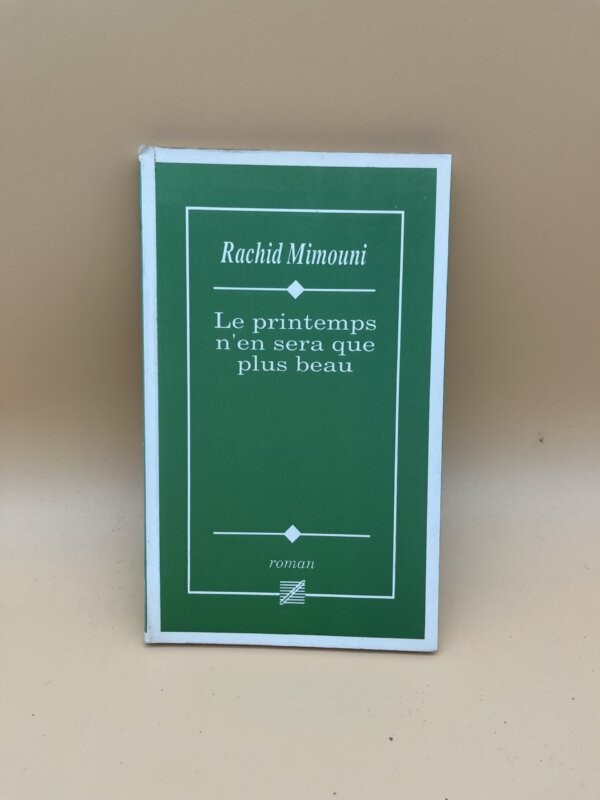 Rachid Mimouni
Le printemps
n'en sera que
plus beau
roman